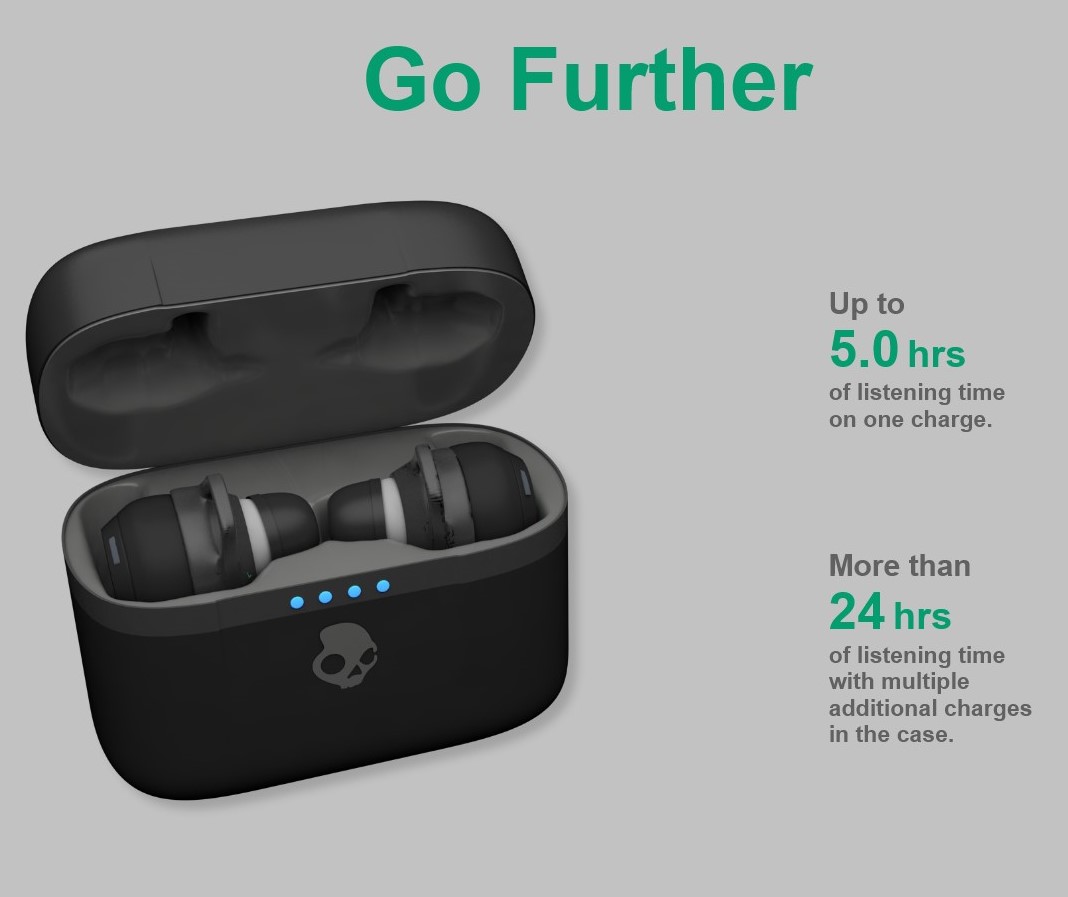 Go Further
Up to
5.0 hrs
of listening time
on one charge.
More than
24 hrs
of listening time
with multiple
additional charges
in the case.